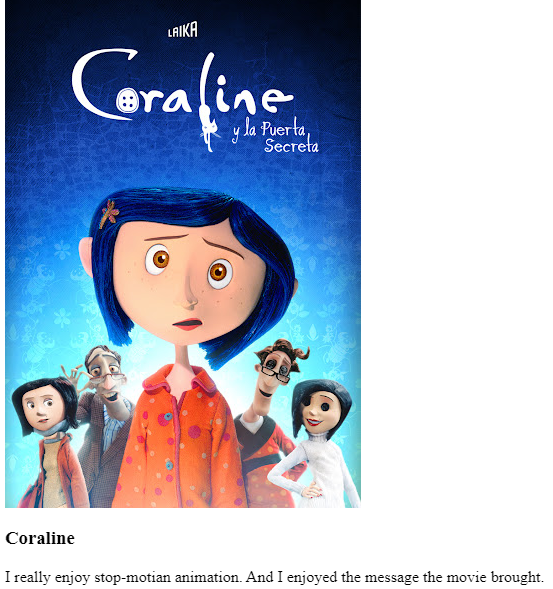 LAIKA
Coraline
y la Puerta
Secreta
Coraline
I really enjoy stop-motian animation. And I enjoyed the message the movie brought.